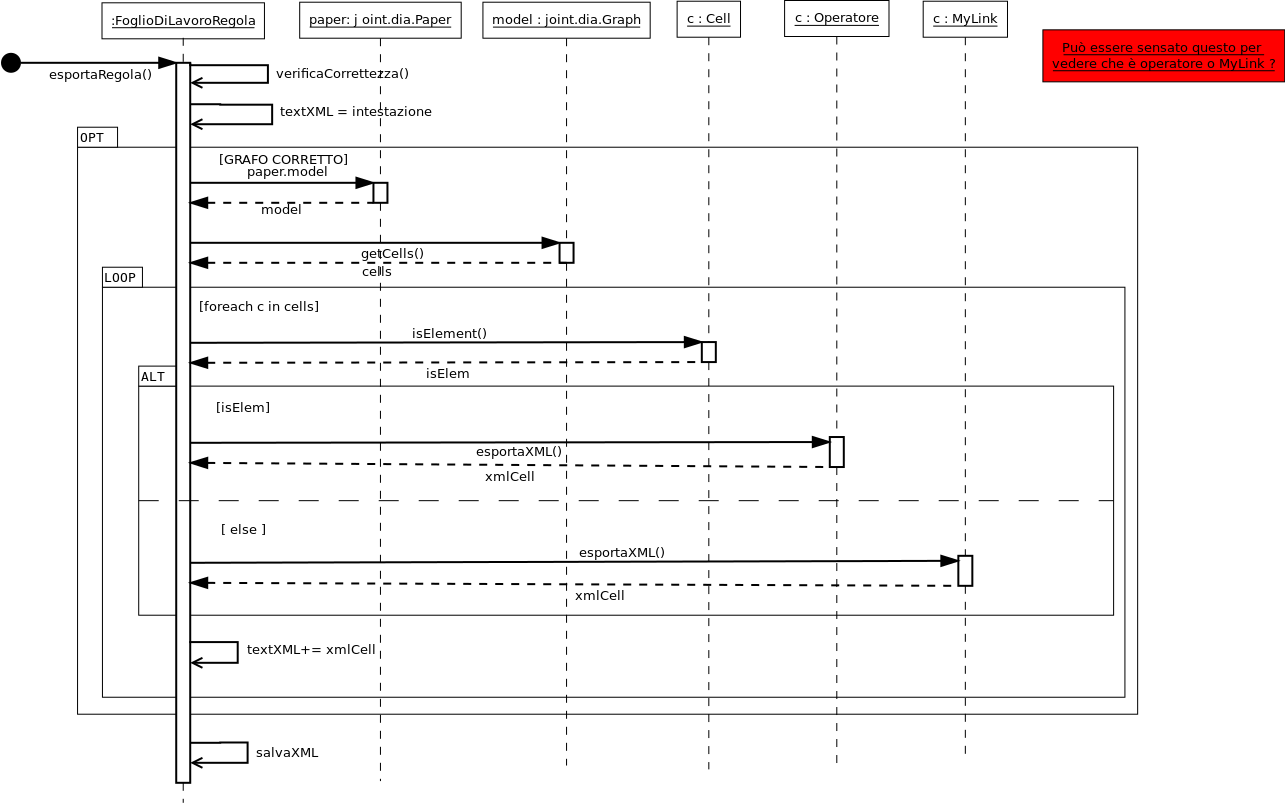 :FoglioDiLavoroRegola
paper: j oint.dia.Paper
model : joint.dia.Graph
c : Cell
c : Operatore
c : MyLink
Può essere sensato questo per
vedere che è operatore o MyLink ?
esportaRegola()
verificaCorrettezza()
textXML = intestazione
OPT
[GRAFO CORRETTO]
paper.model
model
getCells()
cells
LOOP
[foreach c in cells]
isElement()
isElem
ALT
[isElem]
esportaXML()
xmlCell
[ else ]
esportaXML()
xmlCell
textXML+= xmlCell
salvaXML